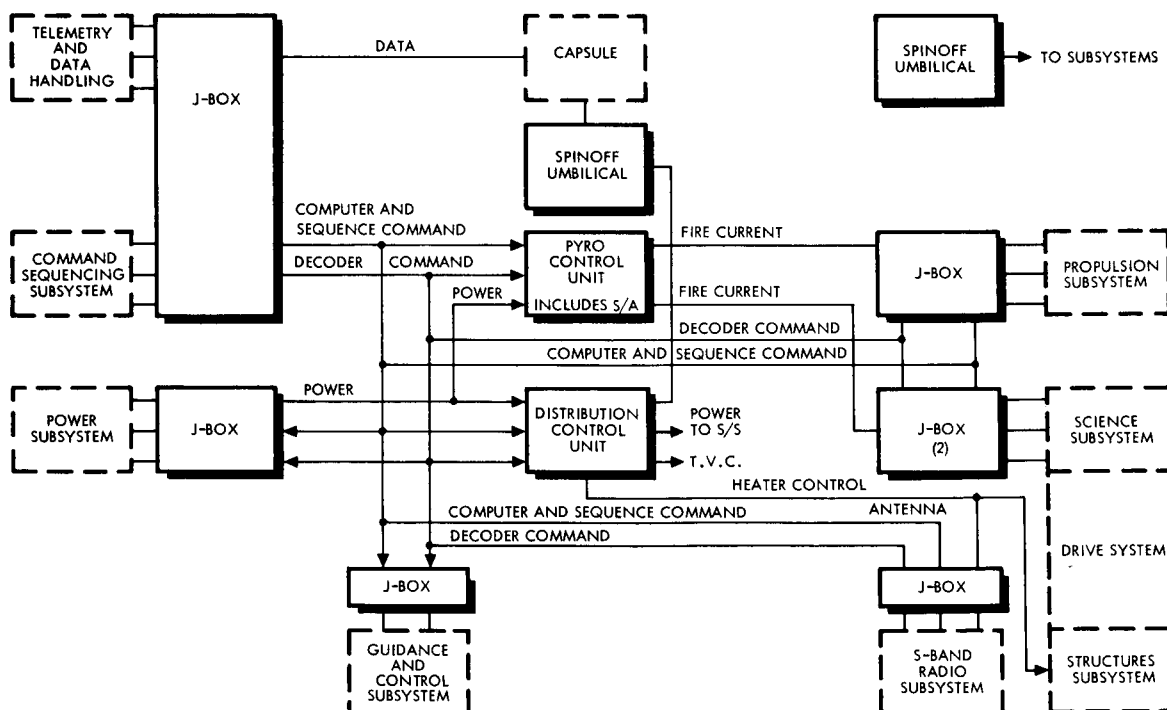 TELEMETRY
AND
DATA
HANDLING
J-BOX
DATA
CAPSULE
SPINOFF
UMBILICAL
TO SUBSYSTEMS
SPINOFF
UMBILICAL
COMPUTER AND
SEQUENCE COMMAND
DECODER COMMAND
POWER
COMMAND
SEQUENCING
SUBSYSTEM
PYRO
CONTROL
UNIT
INCLUDES S/A
FIRE CURRENT
FIRE CURRENT
J-BOX
PROPULSION
SUBSYSTEM
DECODER COMMAND
COMPUTER AND SEQUENCE COMMAND
POWER
SUBSYSTEM
J-BOX
POWER
DISTRIBUTION
CONTROL
UNIT
POWER
TO S/S
T.V.C.
J-BOX
(2)
SCIENCE
SUBSYSTEM
HEATER CONTROL
COMPUTER AND SEQUENCE COMMAND
ANTENNA
DECODER COMMAND
DRIVE SYSTEM
J-BOX
J-BOX
GUIDANCE
AND
CONTROL
SUBSYSTEM
S-BAND
RADIO
SUBSYSTEM
STRUCTURES
SUBSYSTEM